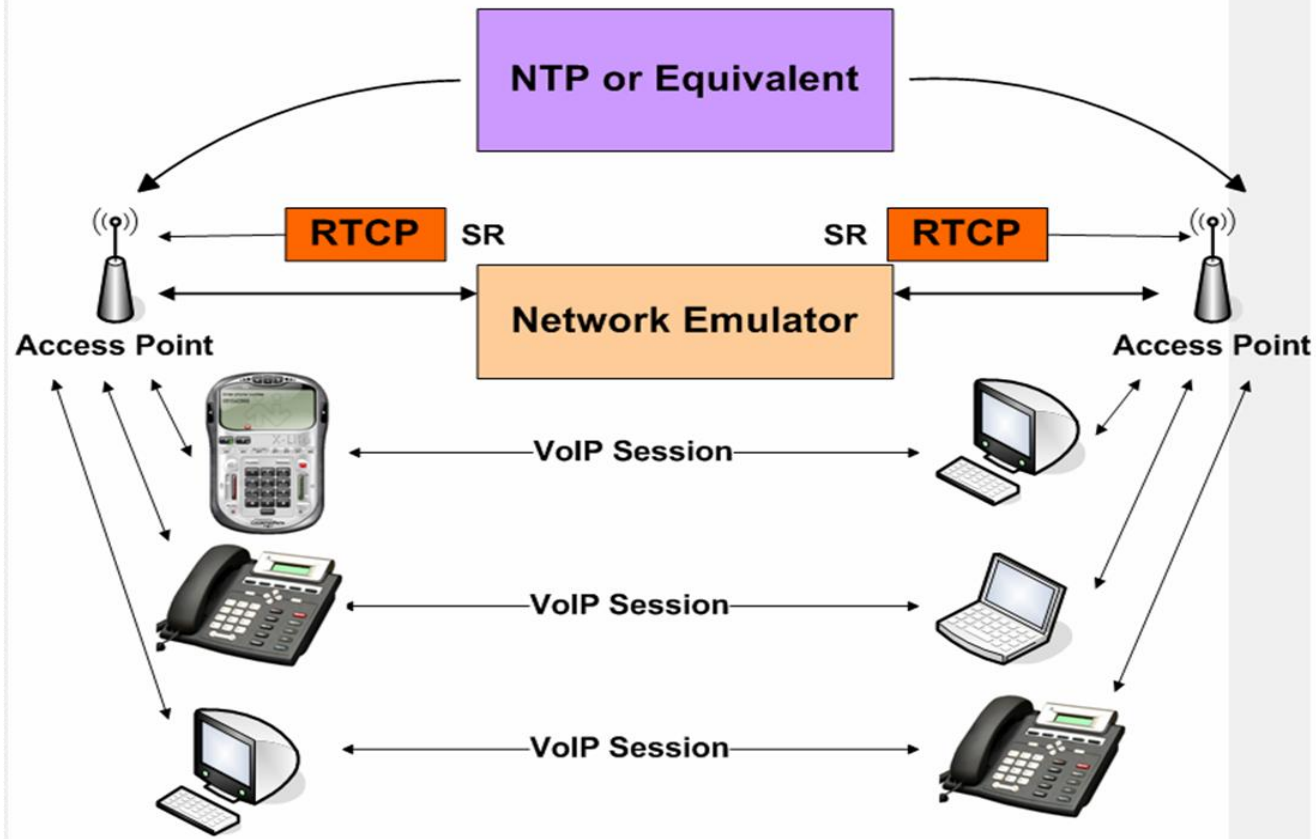 NTP or Equivalent
RTCP SR
SR RTCP
Network Emulator
Access Point
Access Point
X-Lite
VoIP Session
VoIP Session
VoIP Session